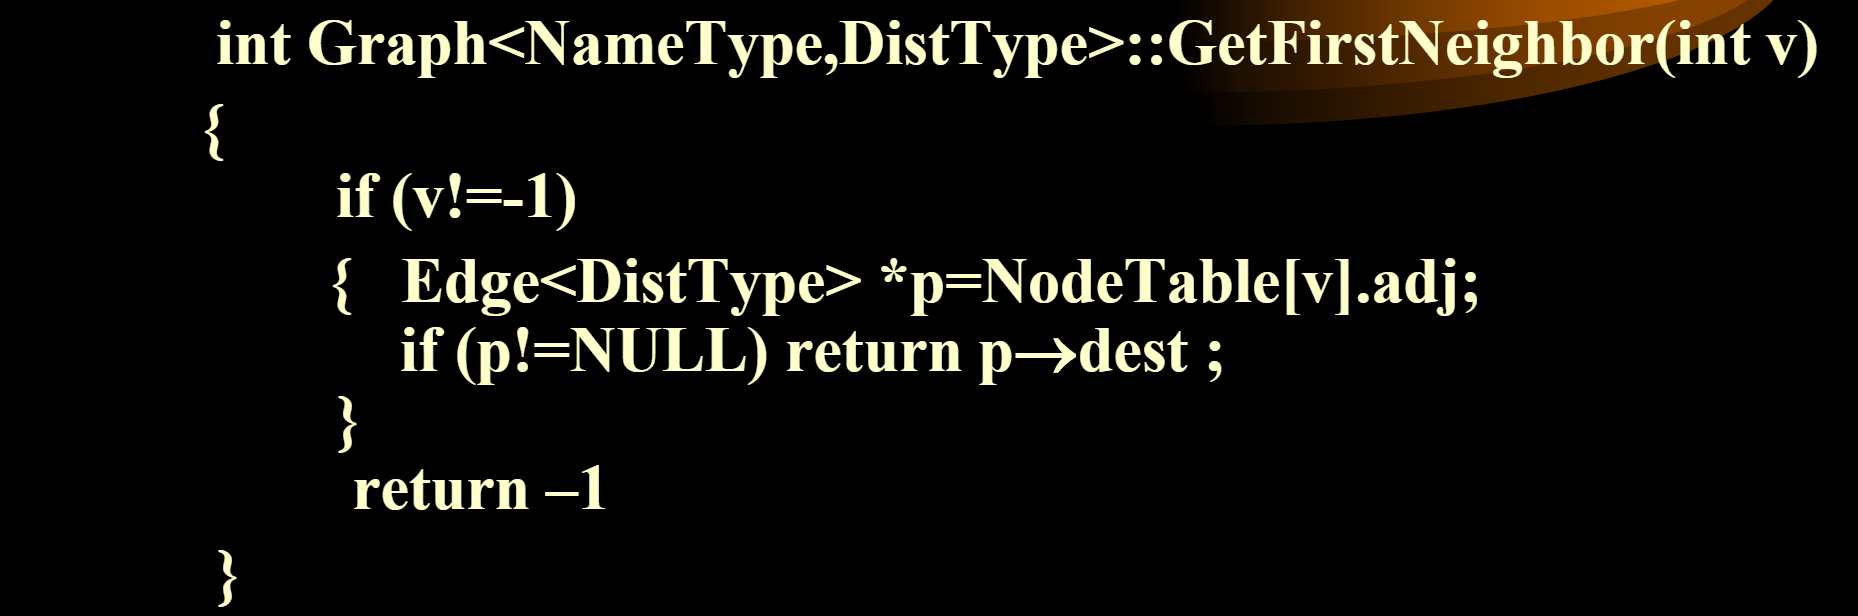 int Graph<NameType,DistType>::GetFirstNeighbor(int v)
{
if (v!=-1)
{ Edge<DistType> *p=NodeTable[v].adj;
if (p!=NULL) return p→dest ;
}
return –1
}